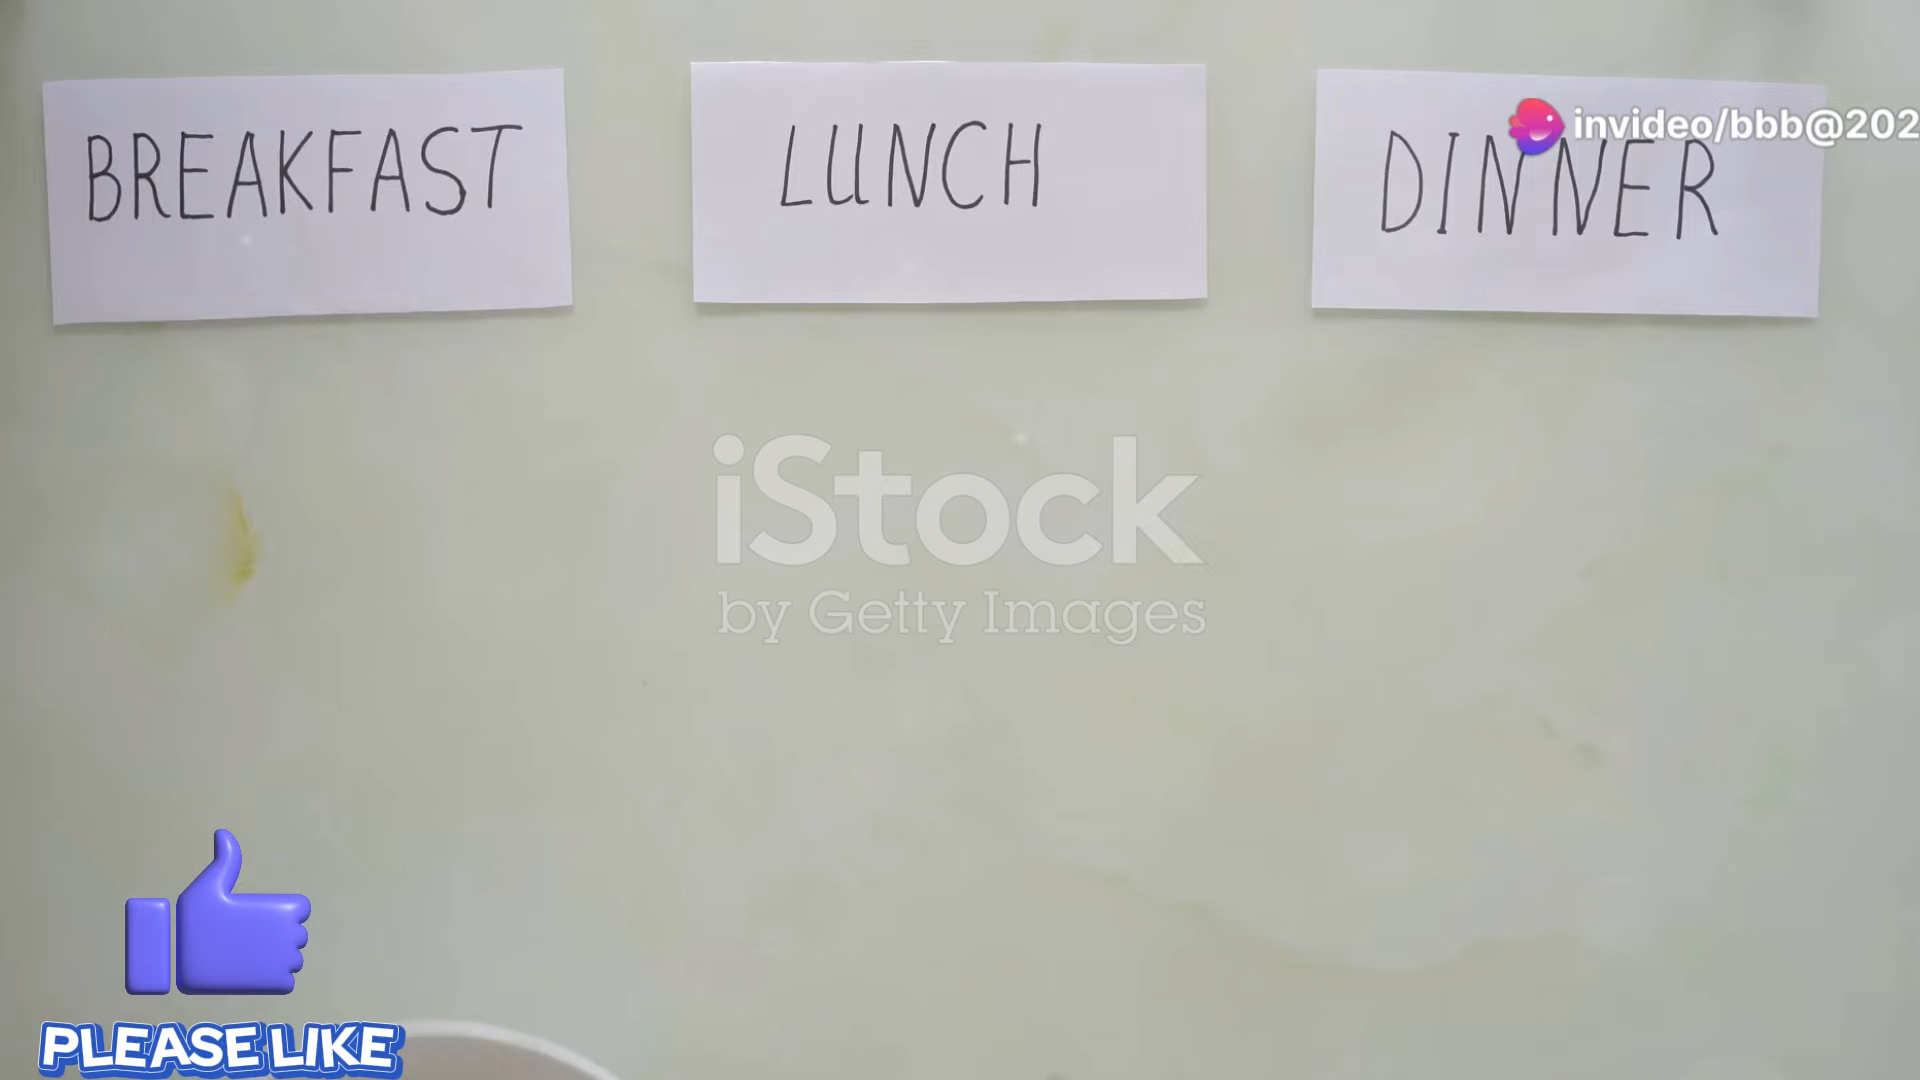 BREAKFAST
LUNCH
DINNER
invideo/bbb@202
iStock
by Getty Images
PLEASE LIKE